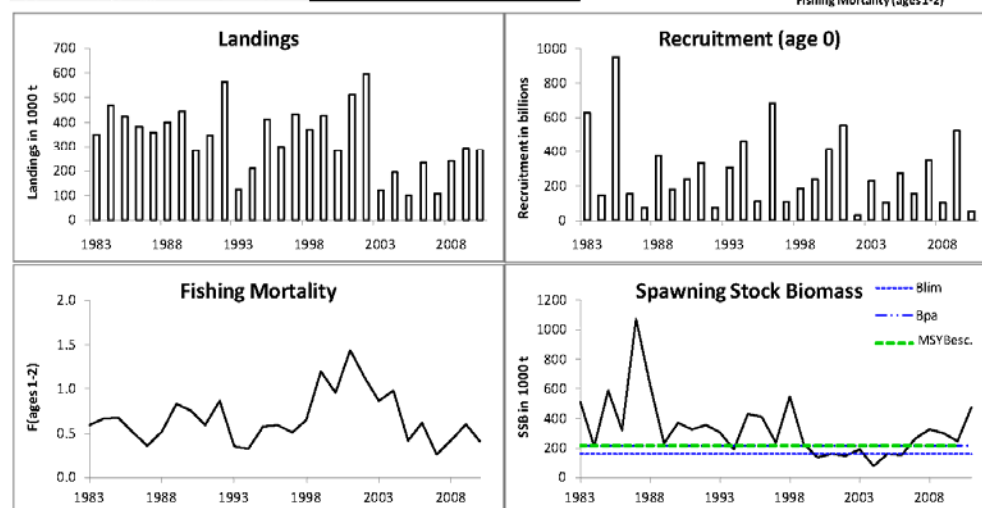 Fishing Mortality (ages 1-2)
Landings
Landings in 1000 t
700
600
500
400
300
200
100
0
1983 1988 1993 1998 2003 2008
Recruitment (age 0)
Recruitment in billions
1000
800
600
400
200
0
1983 1988 1993 1998 2003 2008
Fishing Mortality
F(ages 1-2)
2.0
1.5
1.0
0.5
0.0
1983 1988 1993 1998 2003 2008
Spawning Stock Biomass
Blim
Bpa
MSYBesc.
SSB in 1000 t
1200
1000
800
600
400
200
0
1983 1988 1993 1998 2003 2008